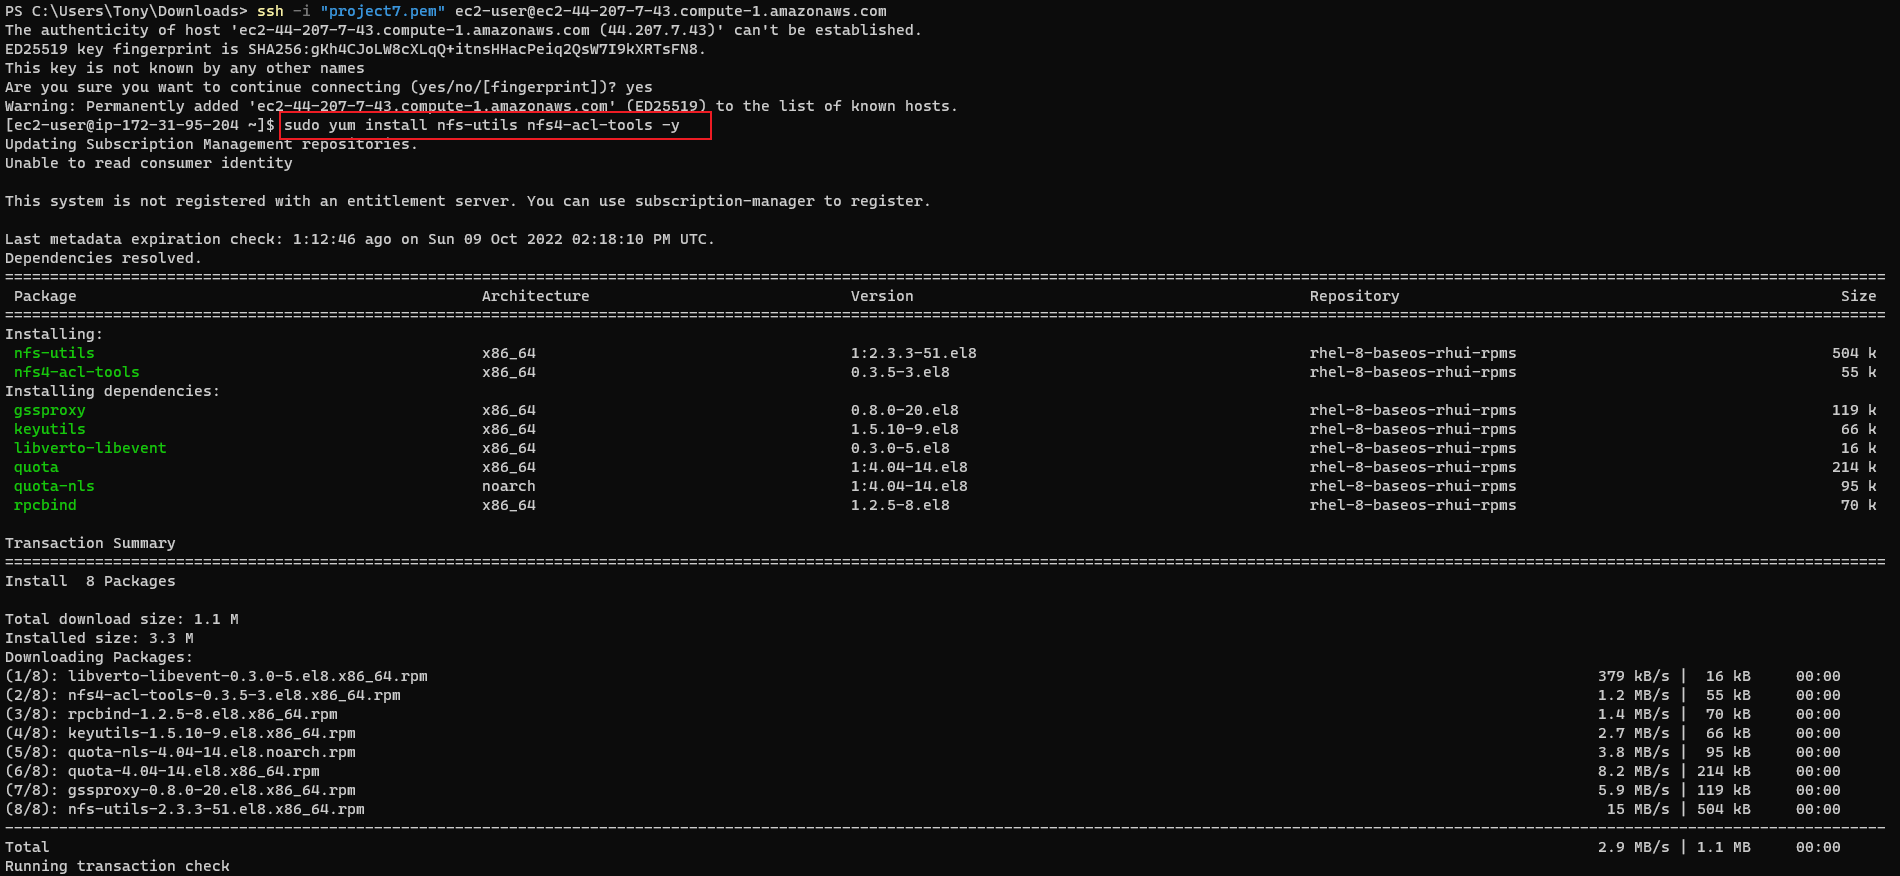 PS C:\Users\Tony\Downloads> ssh -i "project7.pem" ec2-user@ec2-44-207-7-43.compute-1.amazonaws.com
The authenticity of host 'ec2-44-207-7-43.compute-1.amazonaws.com (44.207.7.43)' can't be established.
ED25519 key fingerprint is SHA256:gKh4CJoLW8cXLqQ+itnsHHacPeiq2QsW7I9kXRTsFN8.
This key is not known by any other names
Are you sure you want to continue connecting (yes/no/[fingerprint])? yes
Warning: Permanently added 'ec2-44-207-7-43.compute-1.amazonaws.com' (ED25519) to the list of known hosts.
[ec2-user@ip-172-31-95-204 ~]$ sudo yum install nfs-utils nfs4-acl-tools -y
Updating Subscription Management repositories.
Unable to read consumer identity
This system is not registered with an entitlement server. You can use subscription-manager to register.
Last metadata expiration check: 1:12:46 ago on Sun 09 Oct 2022 02:18:10 PM UTC.
Dependencies resolved.
Package Architecture Version Repository Size
Installing:
nfs-utils x86_64 1:2.3.3-51.el8 rhel-8-baseos-rhui-rpms 504 k
nfs4-acl-tools x86_64 0.3.5-3.el8 rhel-8-baseos-rhui-rpms 55 k
Installing dependencies:
gssproxy x86_64 0.8.0-20.el8 rhel-8-baseos-rhui-rpms 119 k
keyutils x86_64 1.5.10-9.el8 rhel-8-baseos-rhui-rpms 66 k
libverto-libevent x86_64 0.3.0-5.el8 rhel-8-baseos-rhui-rpms 16 k
quota x86_64 1:4.04-14.el8 rhel-8-baseos-rhui-rpms 214 k
quota-nls noarch 1:4.04-14.el8 rhel-8-baseos-rhui-rpms 95 k
rpcbind x86_64 1.2.5-8.el8 rhel-8-baseos-rhui-rpms 70 k
Transaction Summary
Install  8 Packages
Total download size: 1.1 M
Installed size: 3.3 M
Downloading Packages:
(1/8): libverto-libevent-0.3.0-5.el8.x86_64.rpm 379 kB/s | 16 kB 00:00
(2/8): nfs4-acl-tools-0.3.5-3.el8.x86_64.rpm 1.2 MB/s | 55 kB 00:00
(3/8): rpcbind-1.2.5-8.el8.x86_64.rpm 1.4 MB/s | 70 kB 00:00
(4/8): keyutils-1.5.10-9.el8.x86_64.rpm 2.7 MB/s | 66 kB 00:00
(5/8): quota-nls-4.04-14.el8.noarch.rpm 3.8 MB/s | 95 kB 00:00
(6/8): quota-4.04-14.el8.x86_64.rpm 8.2 MB/s | 214 kB 00:00
(7/8): gssproxy-0.8.0-20.el8.x86_64.rpm 5.9 MB/s | 119 kB 00:00
(8/8): nfs-utils-2.3.3-51.el8.x86_64.rpm 15 MB/s | 504 kB 00:00
Total 2.9 MB/s | 1.1 MB 00:00
Running transaction check